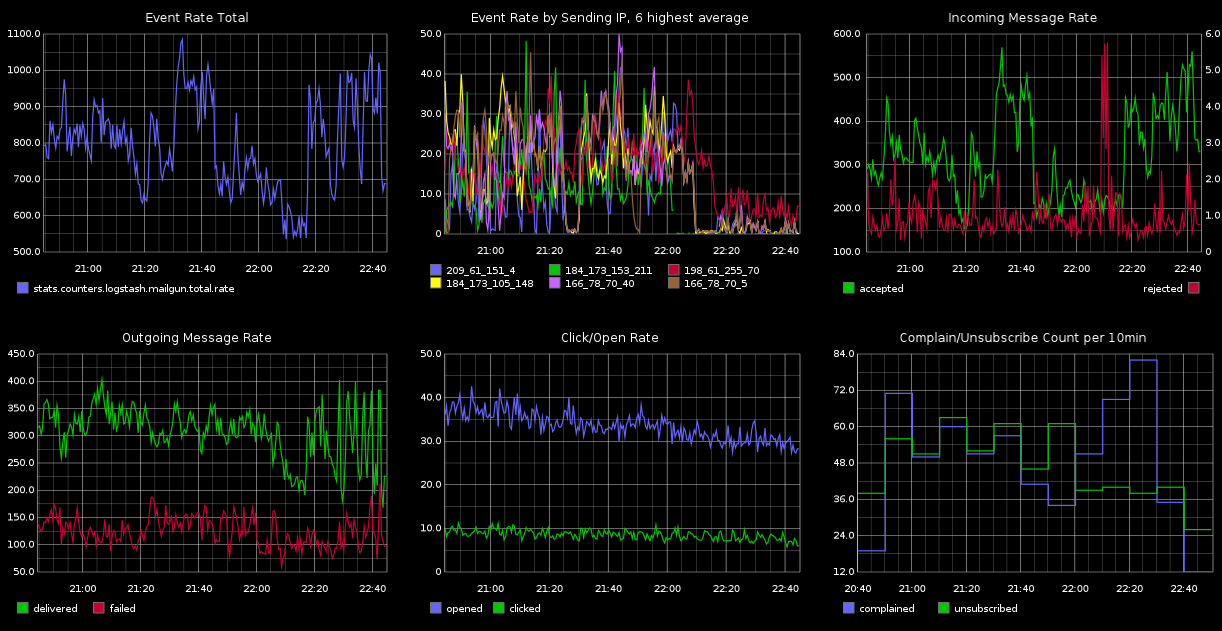 Event Rate Total
1100.0
1000.0
900.0
800.0
700.0
600.0
500.0
21:00 21:20 21:40 22:00 22:20 22:40
stats.counters.logstash.mailgun.total.rate
Event Rate by Sending IP, 6 highest average
50.0
40.0
30.0
20.0
10.0
0
21:00 21:20 21:40 22:00 22:20 22:40
209_61_151_4 184_173_153_211 198_61_255_70
184_173_105_148 166_78_70_40 166_78_70_5
Incoming Message Rate
600.0 6.0
500.0 5.0
400.0 4.0
300.0 3.0
200.0 2.0
1.0
100.0 0
21:00 21:20 21:40 22:00 22:20 22:40
accepted rejected
Outgoing Message Rate
450.0
400.0
350.0
300.0
250.0
200.0
150.0
100.0
50.0
21:00 21:20 21:40 22:00 22:20 22:40
delivered failed
Click/Open Rate
50.0
40.0
30.0
20.0
10.0
0
21:00 21:20 21:40 22:00 22:20 22:40
opened clicked
Complain/Unsubscribe Count per 10min
84.0
72.0
60.0
48.0
36.0
24.0
12.0
20:40 21:00 21:20 21:40 22:00 22:20 22:40
complained unsubscribed